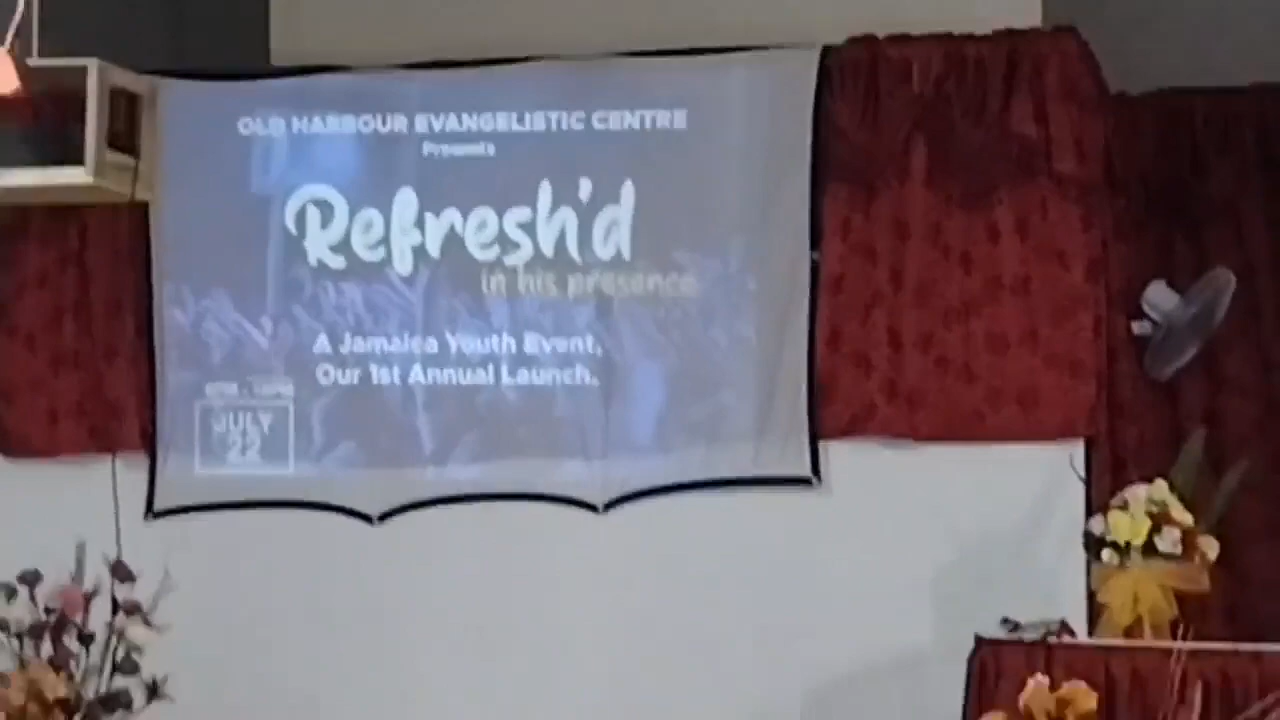 OLD HARBOUR EVANGELISTIC CENTRE
Presents
Refresh'd
in his presence
A Jamaica Youth Event,
Our 1st Annual Launch.
JULY
22